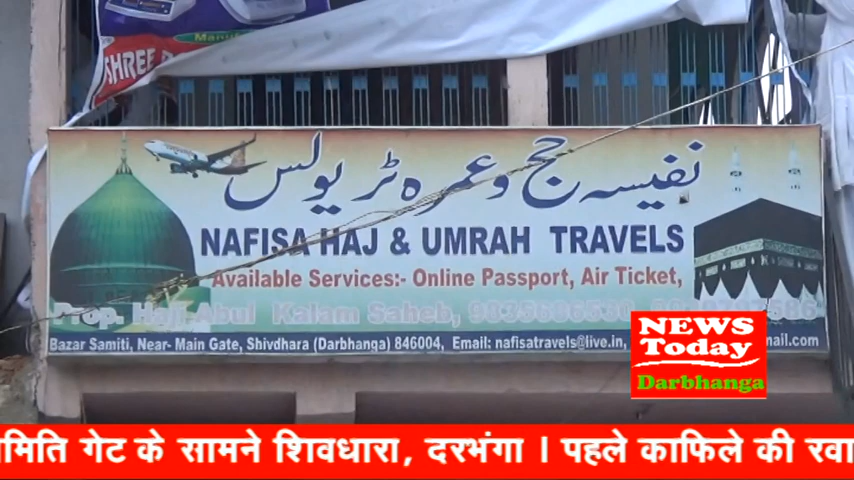 Manu
SHREE
نفیسہ حج و عمرہ ٹریولس
NAFISA HAJ & UMRAH TRAVELS
Available Services:- Online Passport, Air Ticket,
Prop. Haji Abul Kalam Saheb,
Bazar Samiti, Near- Main Gate, Shivdhara (Darbhanga) 846004, Email: nafisatravels@live.in,
NEWS
Today
Darbhanga
मिति गेट के सामने शिवधारा, दरभंगा । पहले काफिले की रवा